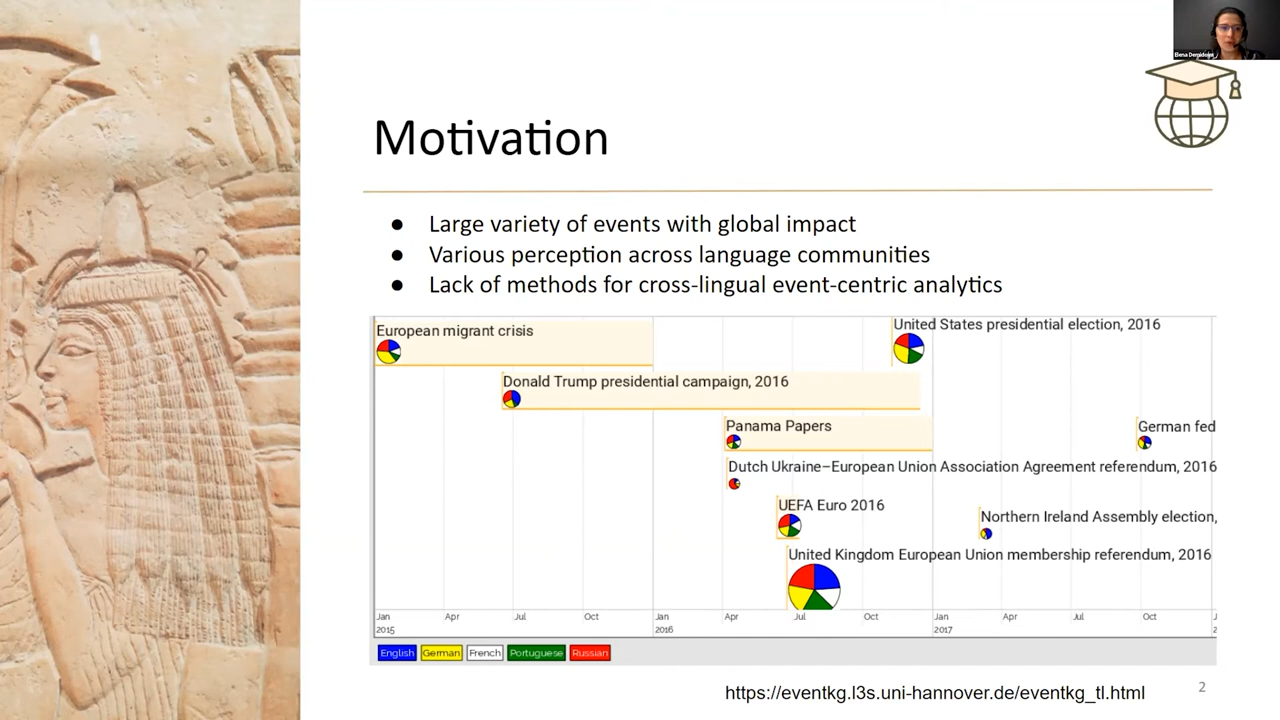 Elena Demidova
Motivation
● Large variety of events with global impact
● Various perception across language communities
● Lack of methods for cross-lingual event-centric analytics
European migrant crisis
United States presidential election, 2016
Donald Trump presidential campaign, 2016
Panama Papers
German fed
Dutch Ukraine–European Union Association Agreement referendum, 2016
UEFA Euro 2016
Northern Ireland Assembly election,
United Kingdom European Union membership referendum, 2016
Jan Apr Jul Oct Jan Apr Jul Oct Jan Apr Jul Oct J
2015 2016 2017 2
English German French Portuguese Russian
https://eventkg.l3s.uni-hannover.de/eventkg_tl.html
2